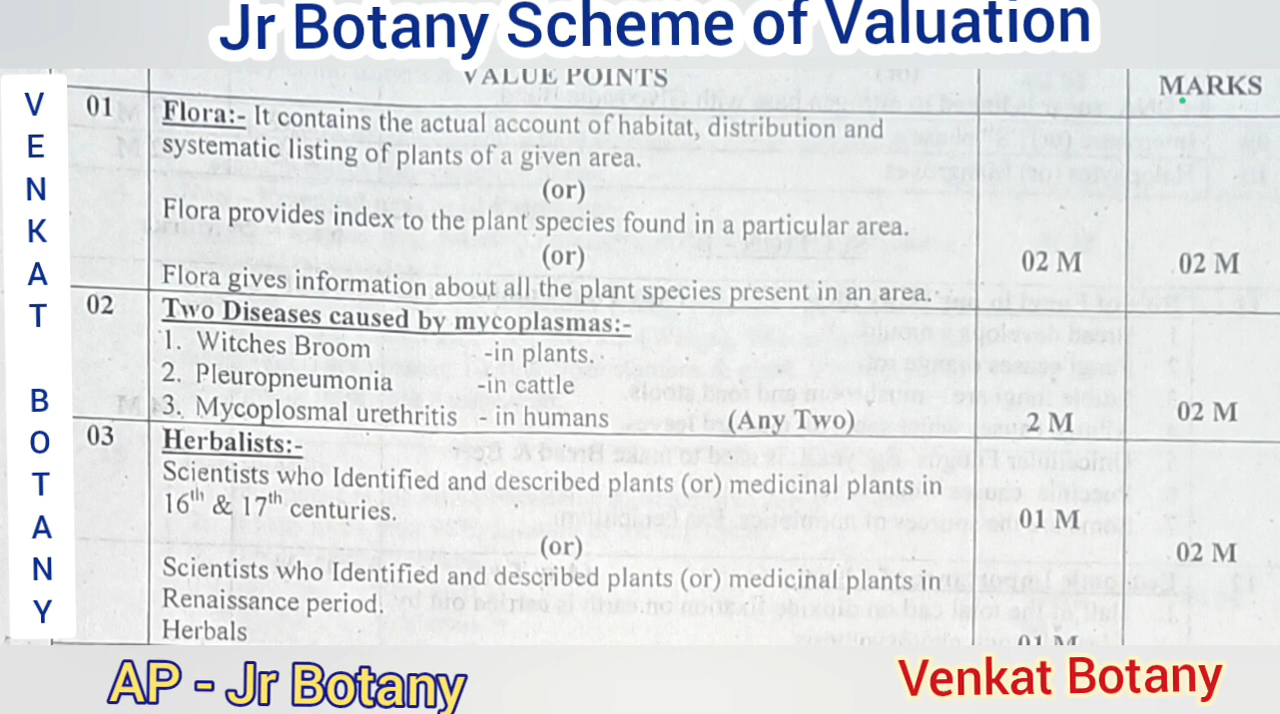 Jr Botany Scheme of Valuation
VENKAT BOTANY
VALUE POINTS
MARKS
01
Flora:- It contains the actual account of habitat, distribution and
systematic listing of plants of a given area.
(or)
Flora provides index to the plant species found in a particular area.
(or)
Flora gives information about all the plant species present in an area.
02 M
02 M
02
Two Diseases caused by mycoplasmas:-
1. Witches Broom -in plants.
2. Pleuropneumonia -in cattle
3. Mycoplosmal urethritis - in humans (Any Two)
2 M
02 M
03
Herbalists:-
Scientists who Identified and described plants (or) medicinal plants in
16th & 17th centuries.
01 M
(or)
02 M
Scientists who Identified and described plants (or) medicinal plants in
Renaissance period.
Herbals
01 M
AP - Jr Botany
Venkat Botany